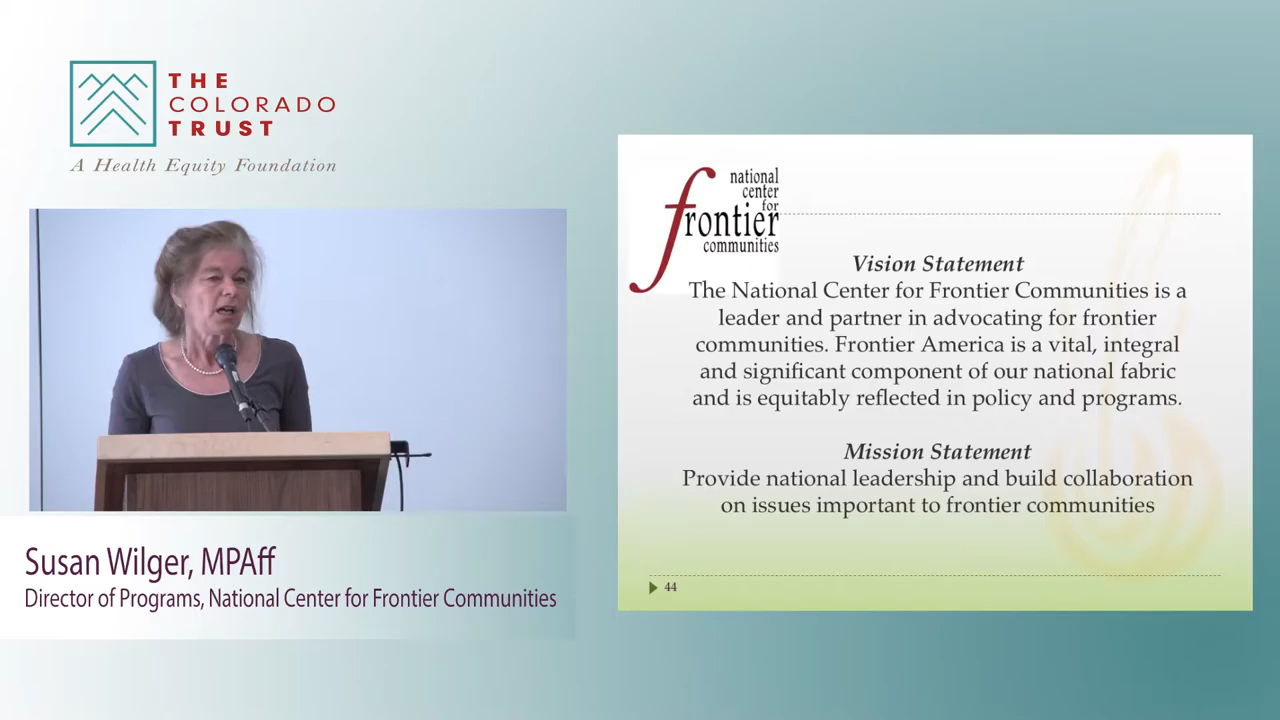 THE
COLORADO
TRUST
A Health Equity Foundation
Susan Wilger, MPAff
Director of Programs, National Center for Frontier Communities
national
center
for
frontier
communities
Vision Statement
The National Center for Frontier Communities is a
leader and partner in advocating for frontier
communities. Frontier America is a vital, integral
and significant component of our national fabric
and is equitably reflected in policy and programs.
Mission Statement
Provide national leadership and build collaboration
on issues important to frontier communities
44